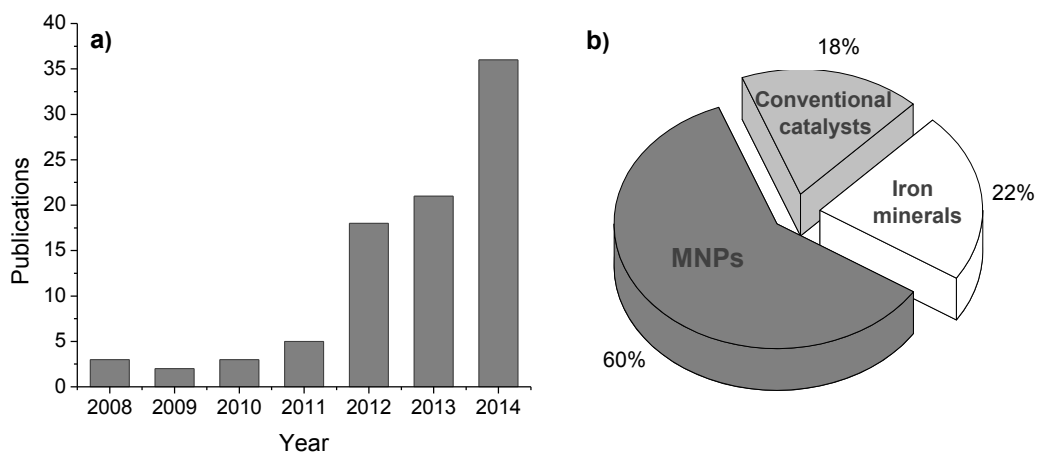 a)
40
35
30
25
20
15
10
5
0
Publications
2008 2009 2010 2011 2012 2013 2014
Year
b)
18%
Conventional
catalysts
Iron
minerals
22%
MNPs
60%